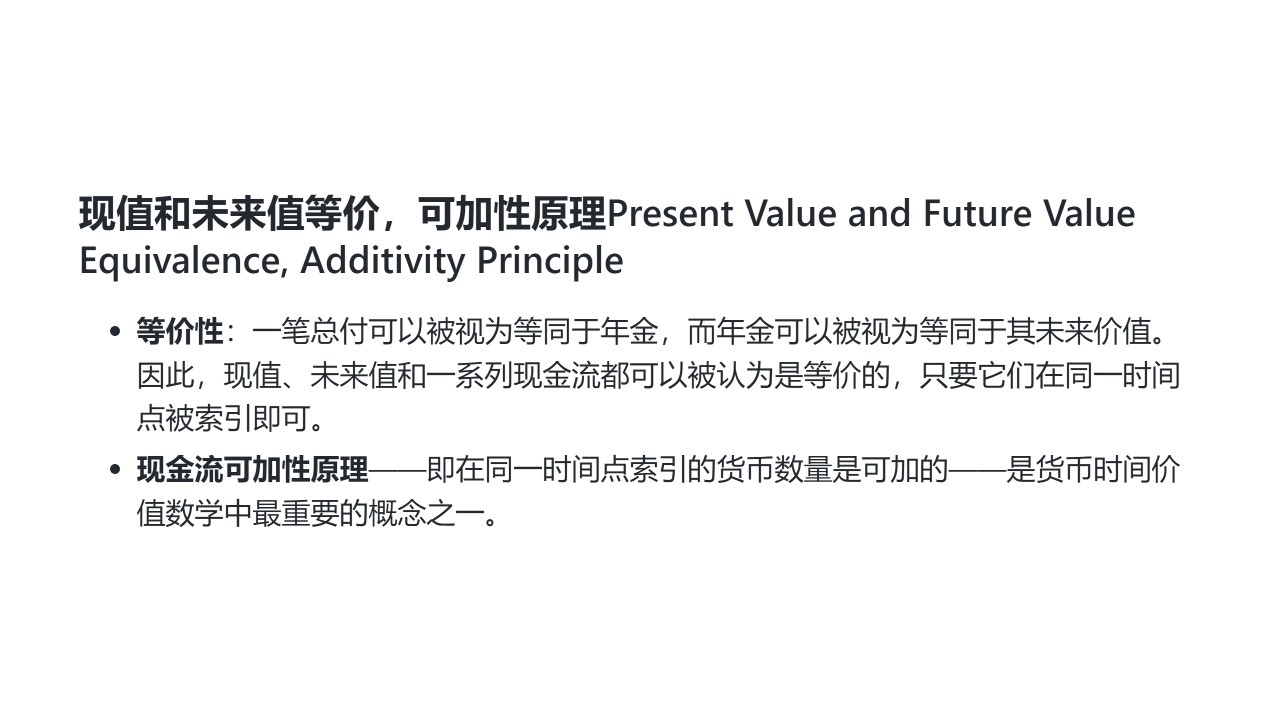 现值和未来值等价，可加性原理Present Value and Future Value
Equivalence, Additivity Principle
• 等价性：一笔总付可以被视为等同于年金，而年金可以被视为等同于其未来价值。
因此，现值、未来值和一系列现金流都可以被认为是等价的，只要它们在同一时间
点被索引即可。
• 现金流可加性原理——即在同一时间点索引的货币数量是可加的——是货币时间价
值数学中最重要的概念之一。